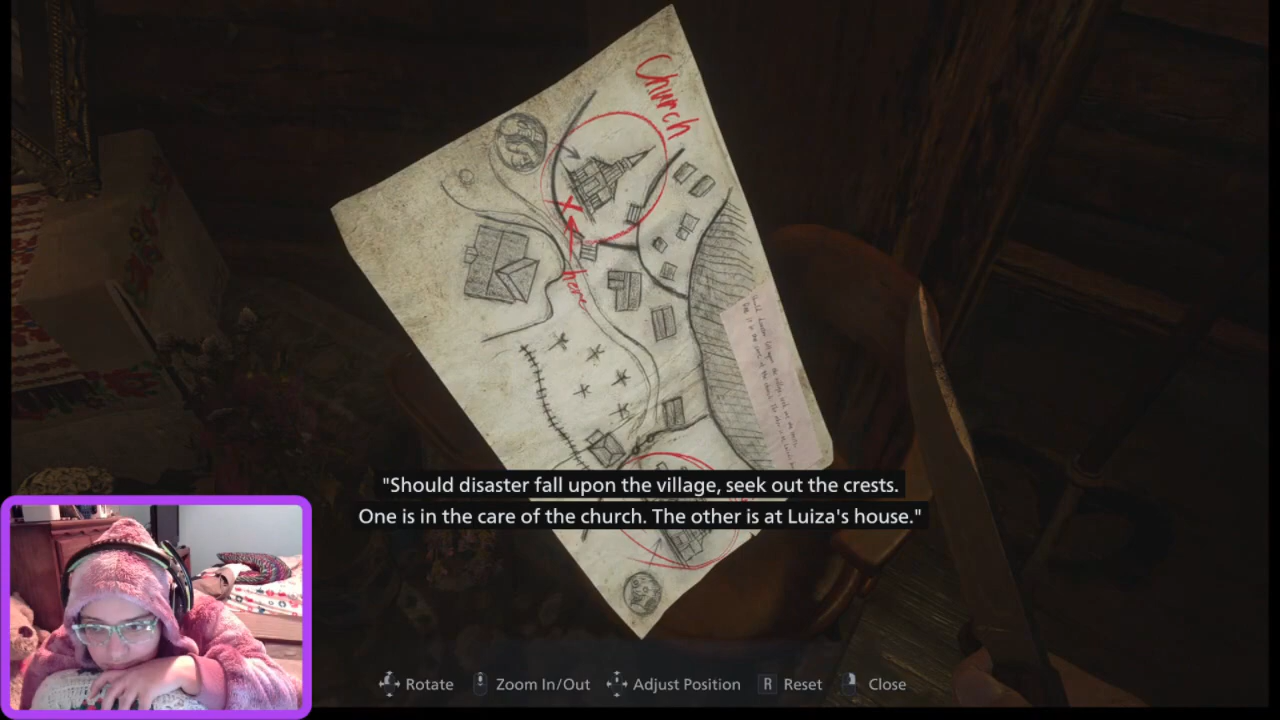 Church
X
here
"Should disaster fall upon the village, seek out the crests.
One is in the care of the church. The other is at Luiza's house."
Rotate
Zoom In/Out
Adjust Position
R Reset
Close